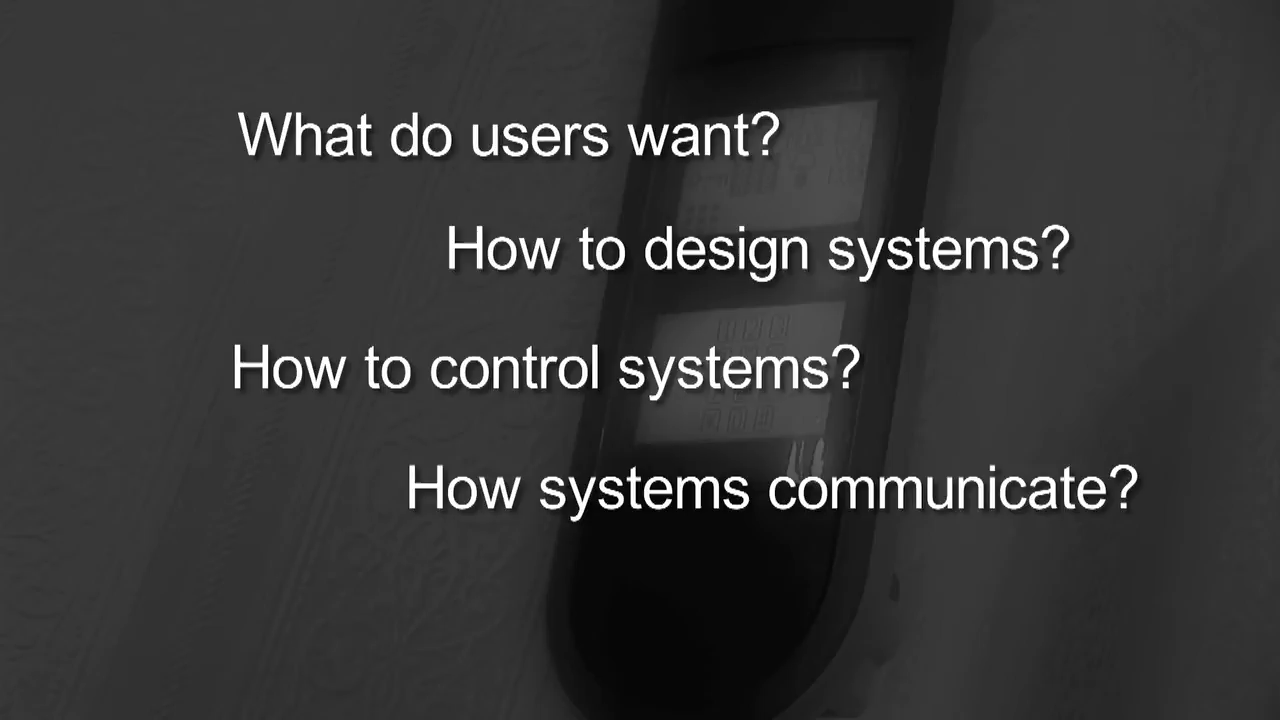 What do users want?
How to design systems?
How to control systems?
How systems communicate?